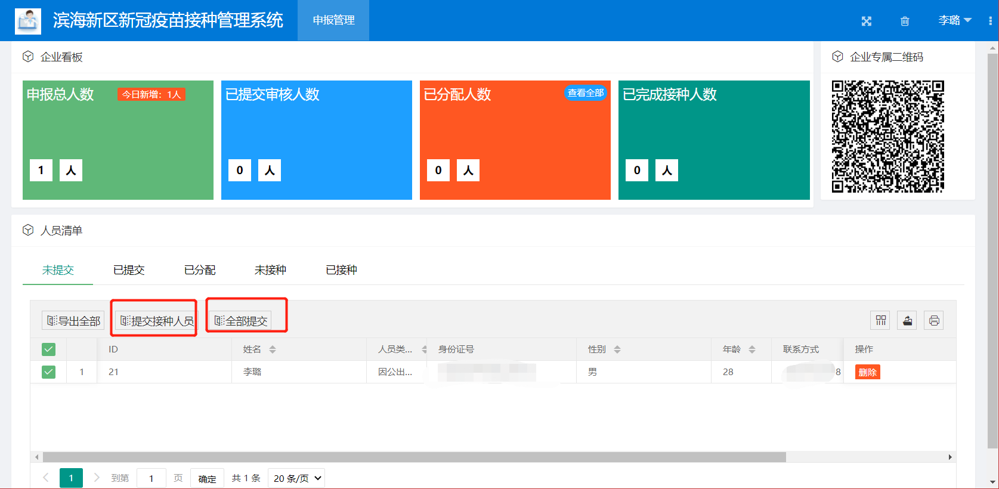 滨海新区新冠疫苗接种管理系统
申报管理
李璐
企业看板
企业专属二维码
申报总人数
今日新增：1人
已提交审核人数
已分配人数
查看全部
已完成接种人数
1 人
0 人
0 人
0 人
人员清单
未提交 已提交 已分配 未接种 已接种
导出全部 提交接种人员 全部提交
ID 姓名 人员类... 身份证号 性别 年龄 联系方式 操作
1 21 李璐 因公出... 男 28 8 删除
1 到第 1 页 确定 共 1 条 20 条/页